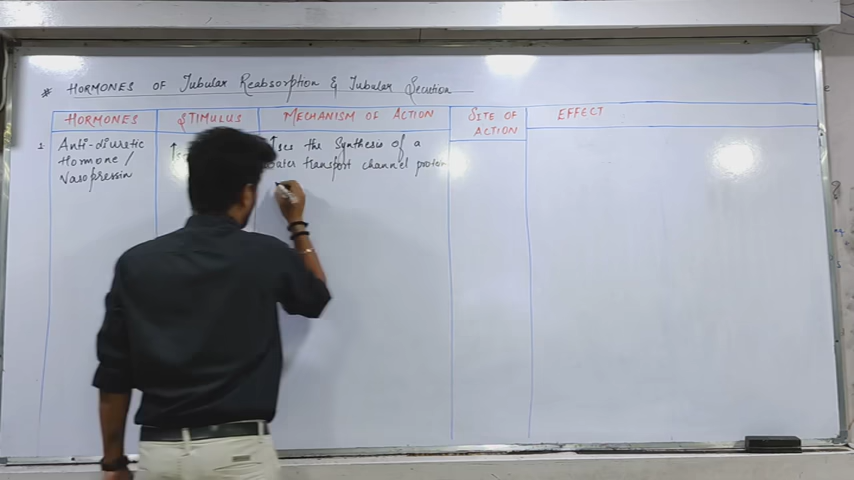 * HORMONES OF Tubular Reabsorption & Tubular Secretion
HORMONES STIMULUS MECHANISM OF ACTION SITE OF ACTION EFFECT
1. Anti-diuretic ↑ses the Synthesis of a
Hormone / ↑ water transport channel protein
Vasopressin